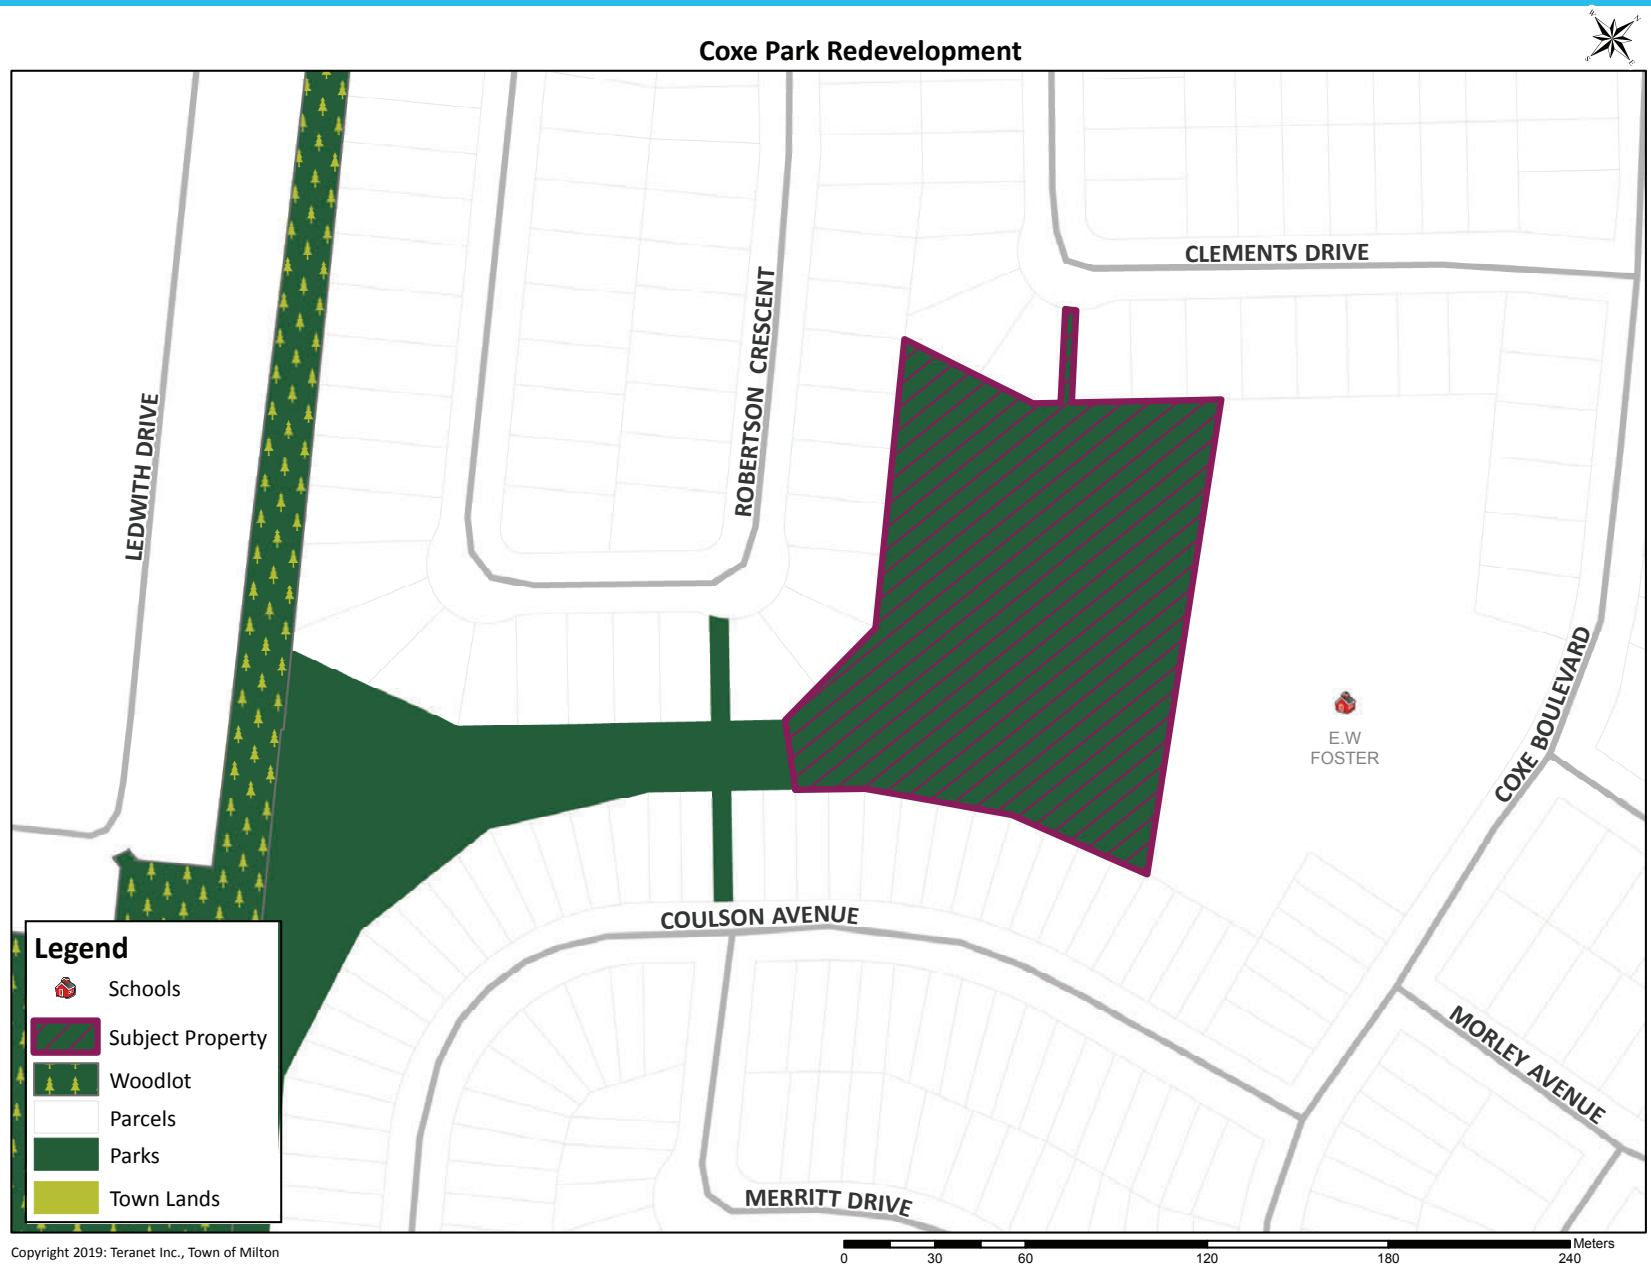 Coxe Park Redevelopment
W
N
S
E
CLEMENTS DRIVE
ROBERTSON CRESCENT
LEDWITH DRIVE
COXE BOULEVARD
E.W
FOSTER
COULSON AVENUE
MORLEY AVENUE
MERRITT DRIVE
Legend
Schools
Subject Property
Woodlot
Parcels
Parks
Town Lands
Copyright 2019: Teranet Inc., Town of Milton
Meters
0 30 60 120 180 240